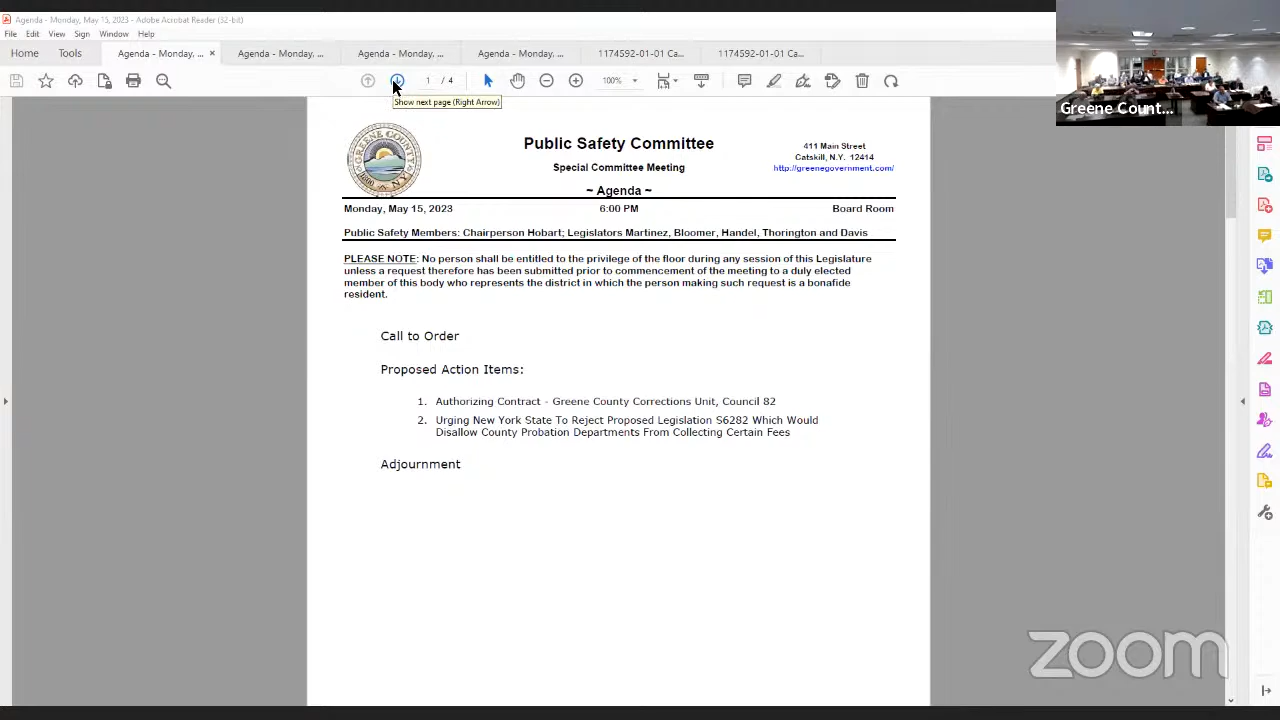 Agenda - Monday, May 15, 2023 - Adobe Acrobat Reader (32-bit)
File Edit View Sign Window Help
Home Tools Agenda - Monday, ... × Agenda - Monday, ... Agenda - Monday, ... Agenda - Monday, ... 1174592-01-01 Ca... 1174592-01-01 Ca...
1 / 4 100%
Show next page (Right Arrow)
Greene Count...
GREENE COUNTY
1800 N.Y.
Public Safety Committee
Special Committee Meeting
~ Agenda ~
411 Main Street
Catskill, N.Y. 12414
http://greenegovernment.com/
Monday, May 15, 2023 6:00 PM Board Room
Public Safety Members: Chairperson Hobart; Legislators Martinez, Bloomer, Handel, Thorington and Davis
PLEASE NOTE: No person shall be entitled to the privilege of the floor during any session of this Legislature
unless a request therefore has been submitted prior to commencement of the meeting to a duly elected
member of this body who represents the district in which the person making such request is a bonafide
resident.
Call to Order
Proposed Action Items:
1. Authorizing Contract - Greene County Corrections Unit, Council 82
2. Urging New York State To Reject Proposed Legislation S6282 Which Would
Disallow County Probation Departments From Collecting Certain Fees
Adjournment
zoom